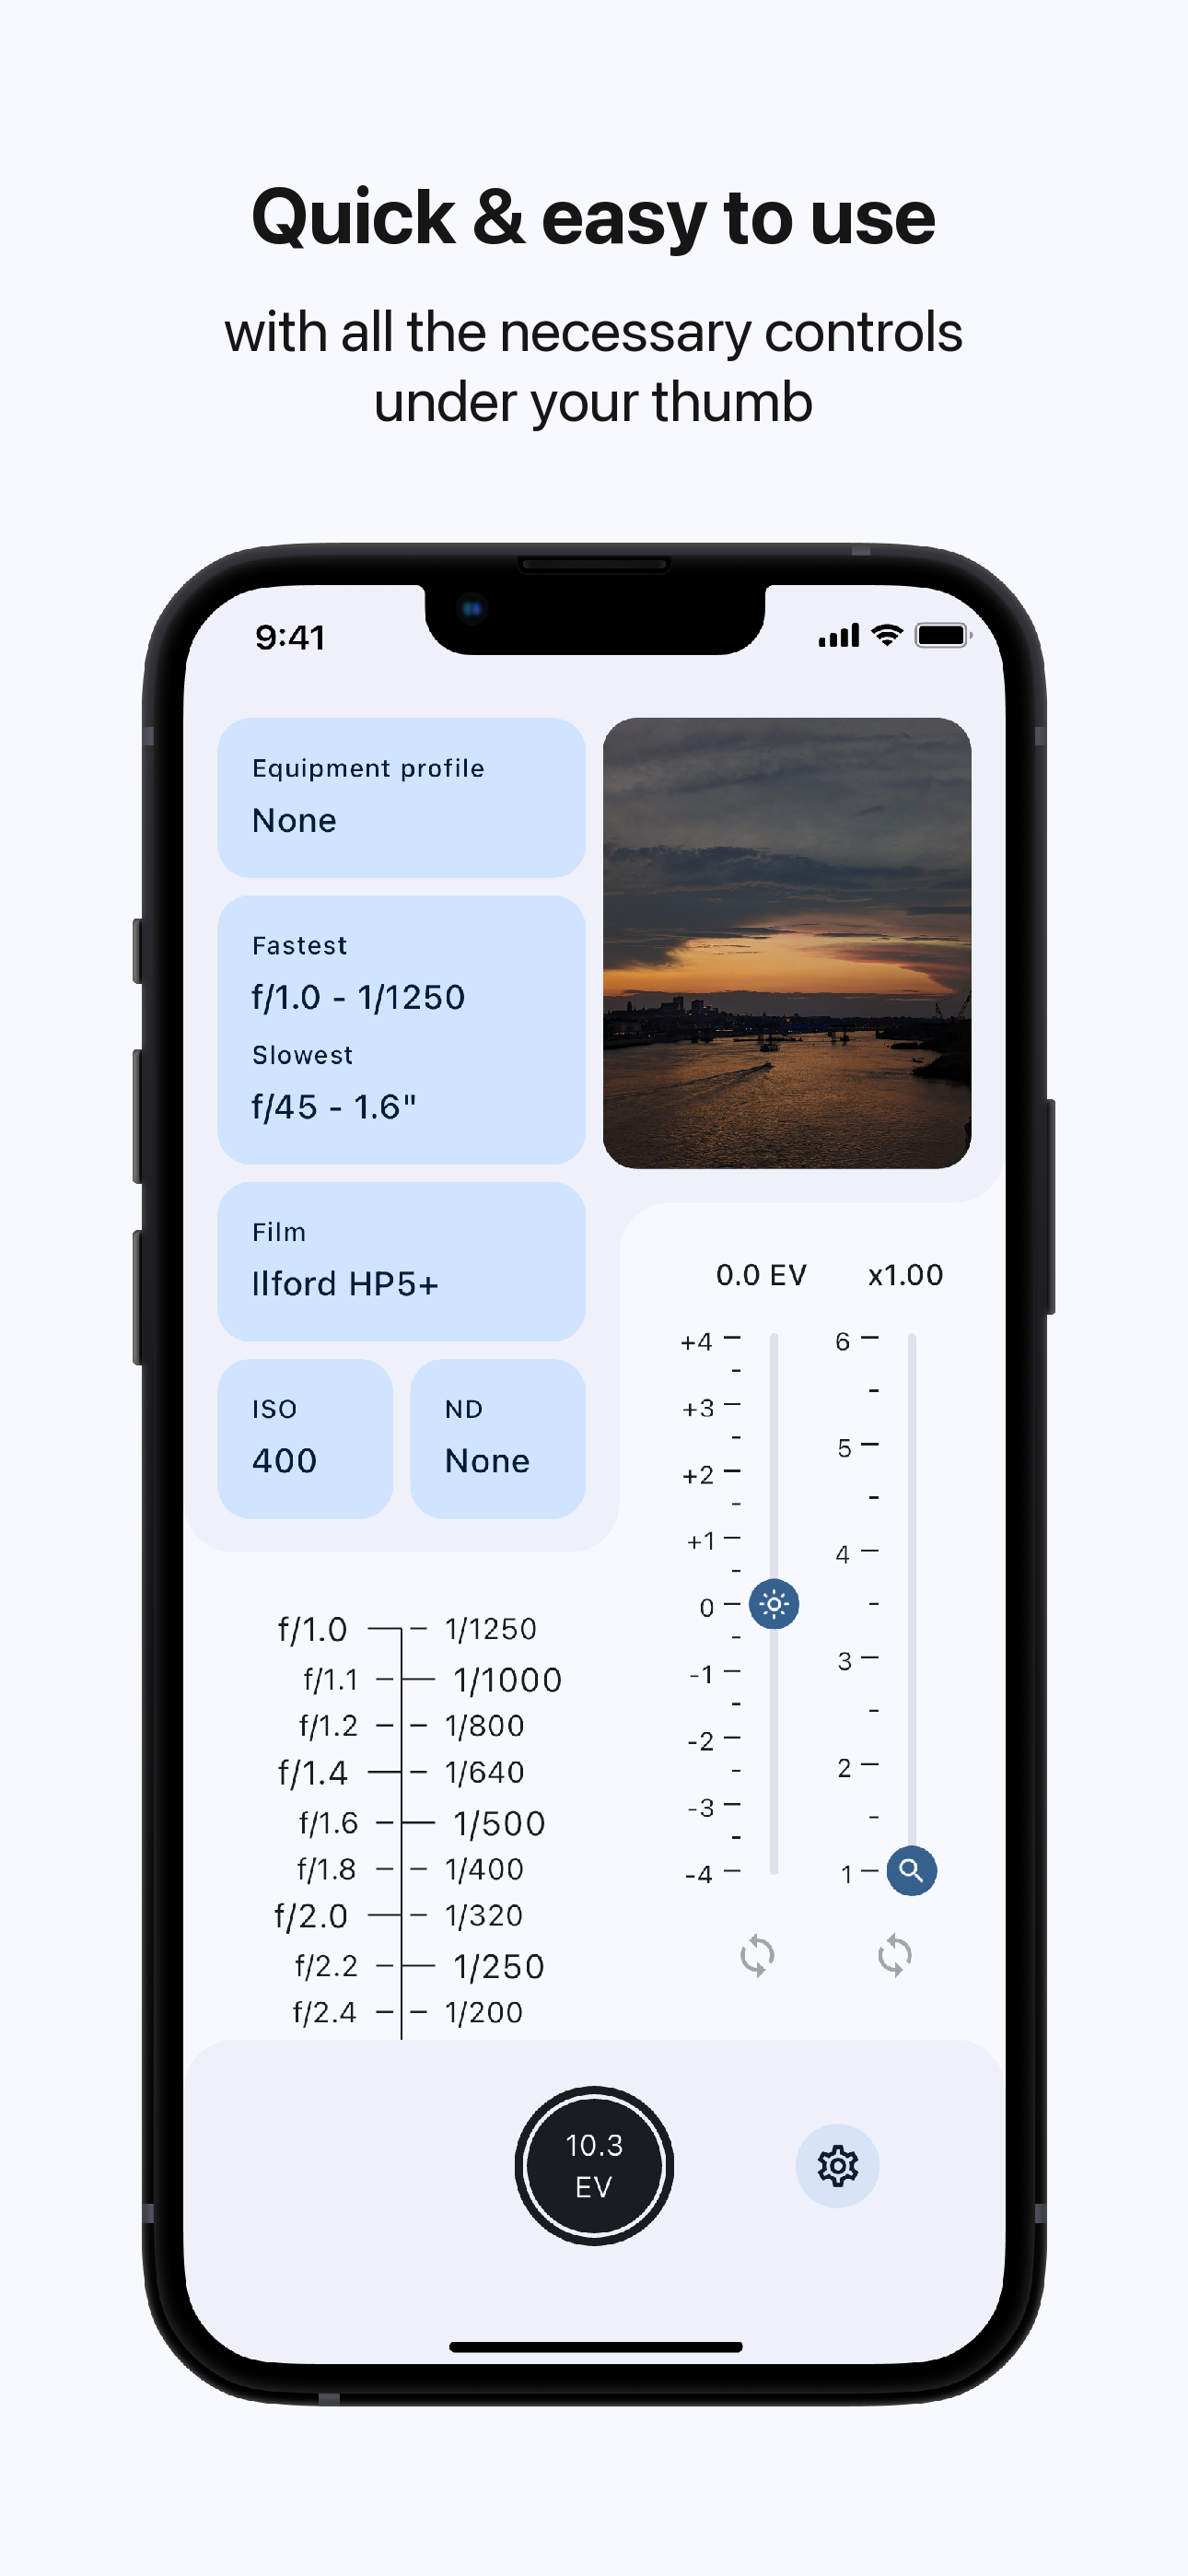 Quick & easy to use
with all the necessary controls
under your thumb
9:41
Equipment profile
None
Fastest
f/1.0 - 1/1250
Slowest
f/45 - 1.6"
Film
Ilford HP5+
ISO
400
ND
None
0.0 EV
x1.00
+4
+3
+2
+1
0
-1
-2
-3
-4
6
5
4
3
2
1
f/1.0 1/1250
f/1.1 1/1000
f/1.2 1/800
f/1.4 1/640
f/1.6 1/500
f/1.8 1/400
f/2.0 1/320
f/2.2 1/250
f/2.4 1/200
10.3
EV